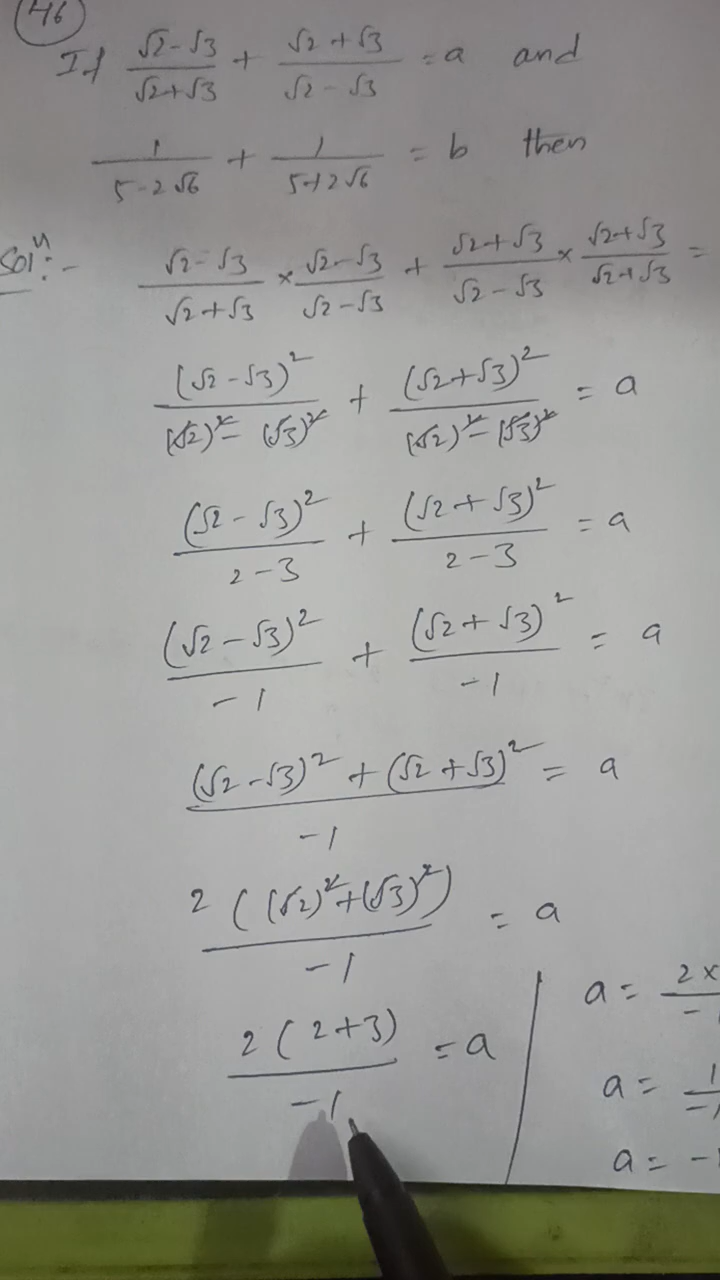 46
If (√2-√3)/(√2+√3) + (√2+√3)/(√2-√3) = a and
1/(5-2√6) + 1/(5+2√6) = b then
Solⁿ:- (√2-√3)/(√2+√3) × (√2-√3)/(√2-√3) + (√2+√3)/(√2-√3) × (√2+√3)/(√2+√3) =
(√2-√3)²/((√2)²-(√3)²) + (√2+√3)²/((√2)²-(√3)²) = a
(√2-√3)²/(2-3) + (√2+√3)²/(2-3) = a
(√2-√3)²/-1 + (√2+√3)²/-1 = a
((√2-√3)²+(√2+√3)²)/-1 = a
2((√2)²+(√3)²)/-1 = a
2(2+3)/-1 = a
a = 2×/-
a = 1/-
a = -